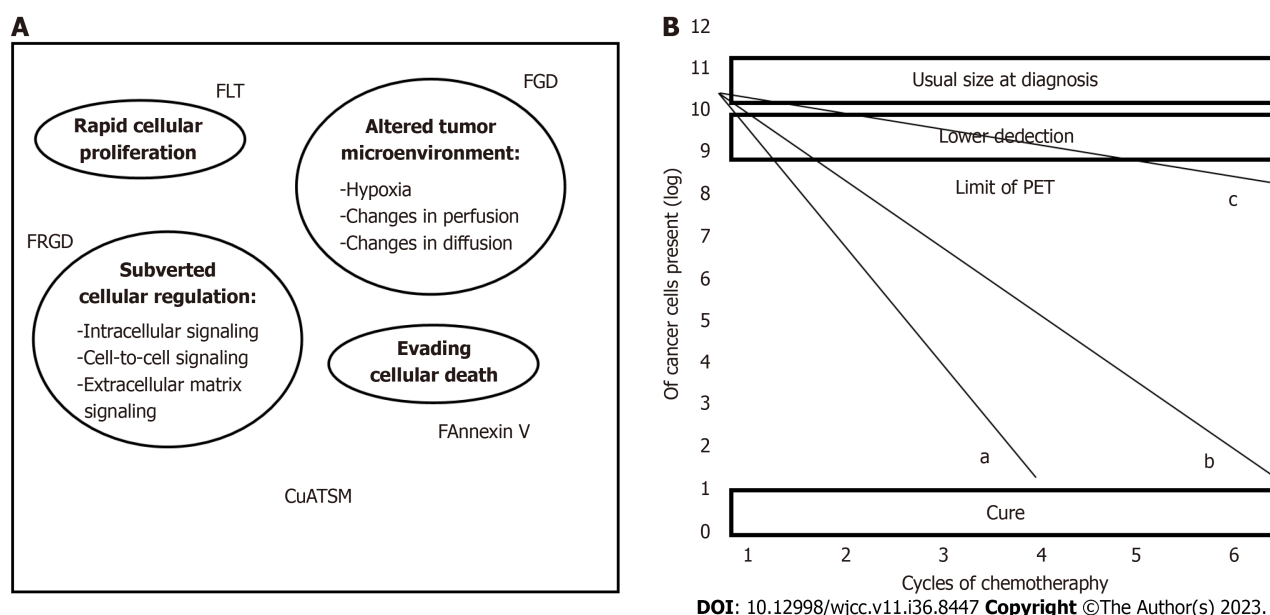 A
FLT
FGD
Rapid cellular
proliferation
Altered tumor
microenvironment:
-Hypoxia
-Changes in perfusion
-Changes in diffusion
FRGD
Subverted
cellular regulation:
-Intracellular signaling
-Cell-to-cell signaling
-Extracellular matrix
signaling
Evading
cellular death
FAnnexin V
CuATSM
B
Of cancer cells present (log)
12
11
10
9
8
7
6
5
4
3
2
1
0
Usual size at diagnosis
Lower dedection
Limit of PET
c
a
b
Cure
1 2 3 4 5 6
Cycles of chemotheraphy
DOI: 10.12998/wjcc.v11.i36.8447 Copyright ©The Author(s) 2023.